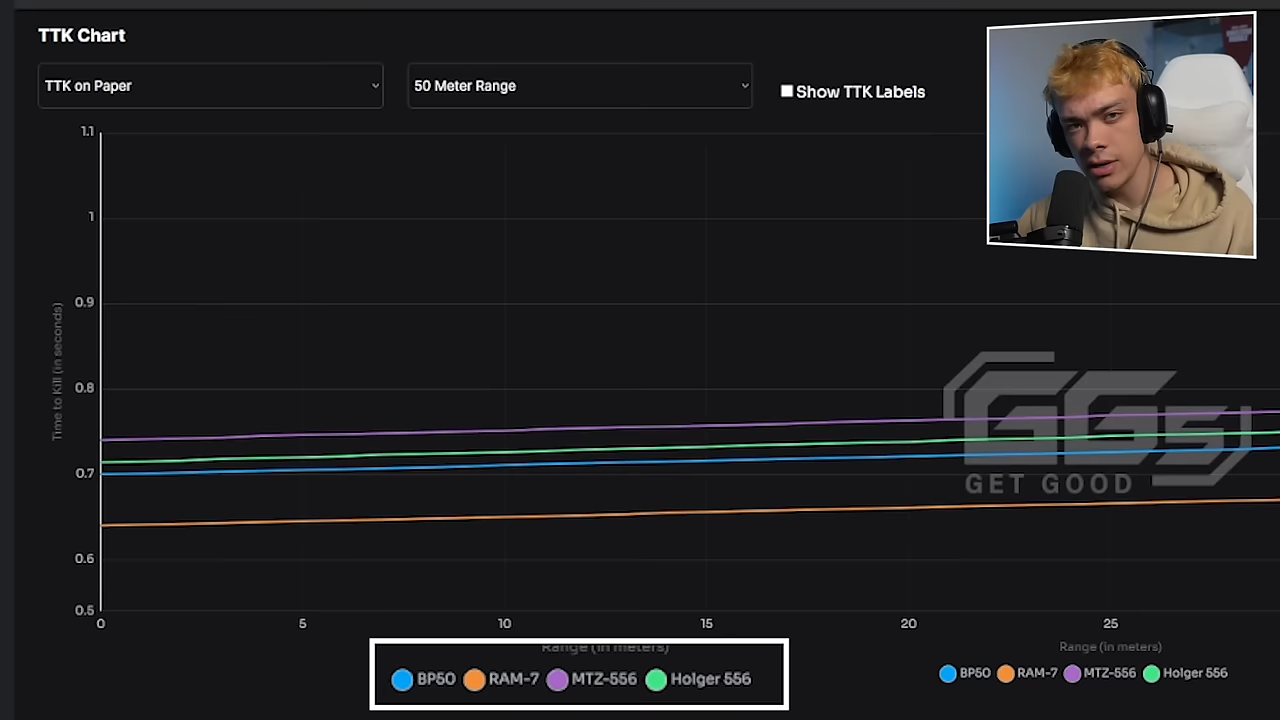 TTK Chart
TTK on Paper
50 Meter Range
Show TTK Labels
1.1
1
0.9
0.8
0.7
0.6
0.5
Time to Kill (in seconds)
GG5
GET GOOD
0
5
10
15
20
25
Range (in meters)
BP50
RAM-7
MTZ-556
Holger 556
Range (in meters)
BP50
RAM-7
MTZ-556
Holger 556